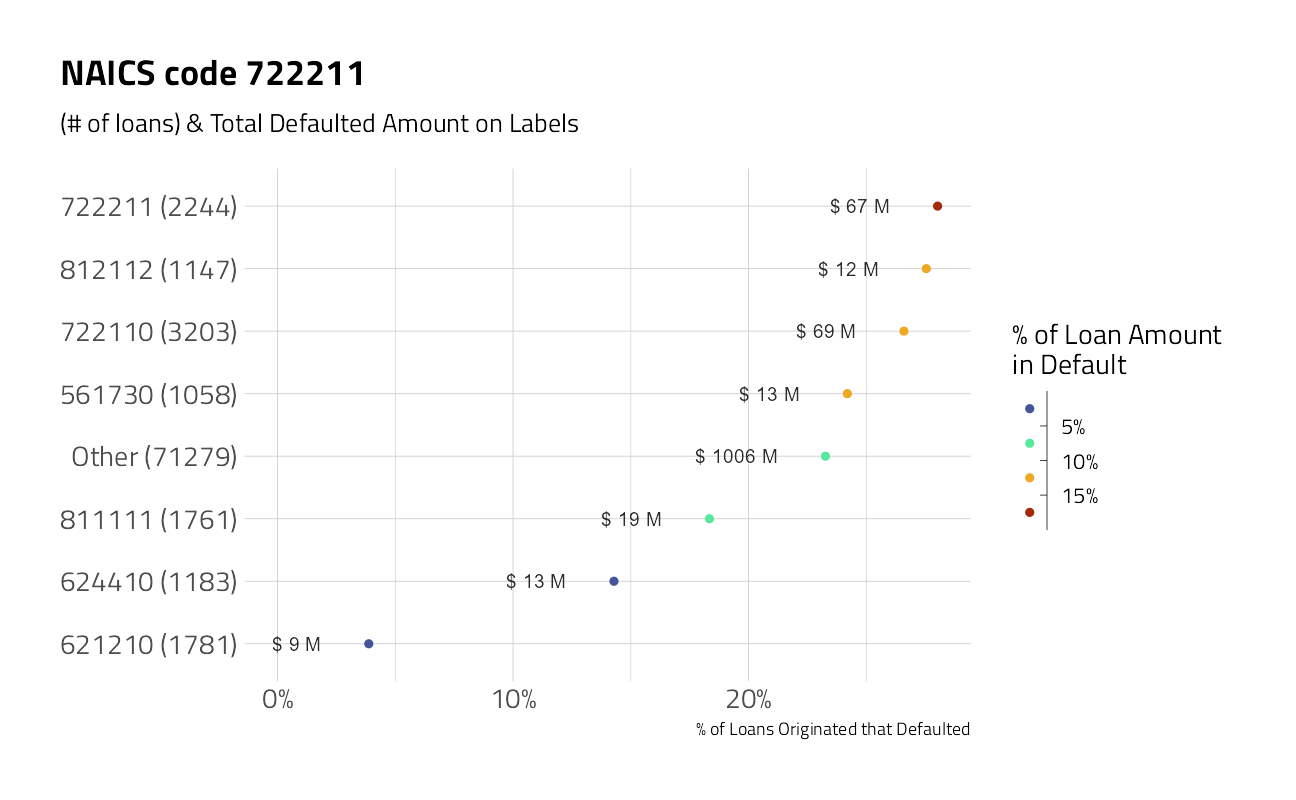 NAICS code 722211
(# of loans) & Total Defaulted Amount on Labels
722211 (2244)
$ 67 M
812112 (1147)
$ 12 M
722110 (3203)
$ 69 M
561730 (1058)
$ 13 M
Other (71279)
$ 1006 M
811111 (1761)
$ 19 M
624410 (1183)
$ 13 M
621210 (1781)
$ 9 M
0%
10%
20%
% of Loans Originated that Defaulted
% of Loan Amount
in Default
5%
10%
15%